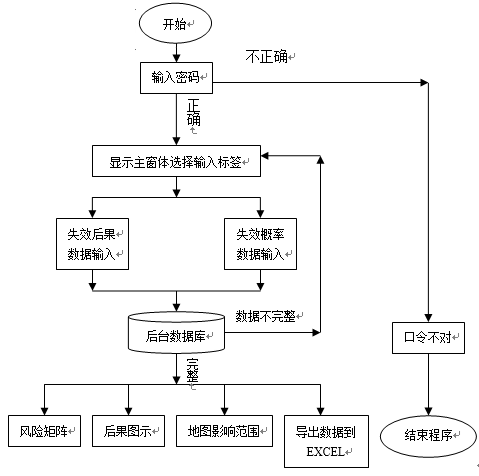 开始
输入密码
不正确
正
确
显示主窗体选择输入标签
失效后果
数据输入
失效概率
数据输入
后台数据库
数据不完整
口令不对
完
整
风险矩阵
后果图示
地图影响范围
导出数据到
EXCEL
结束程序